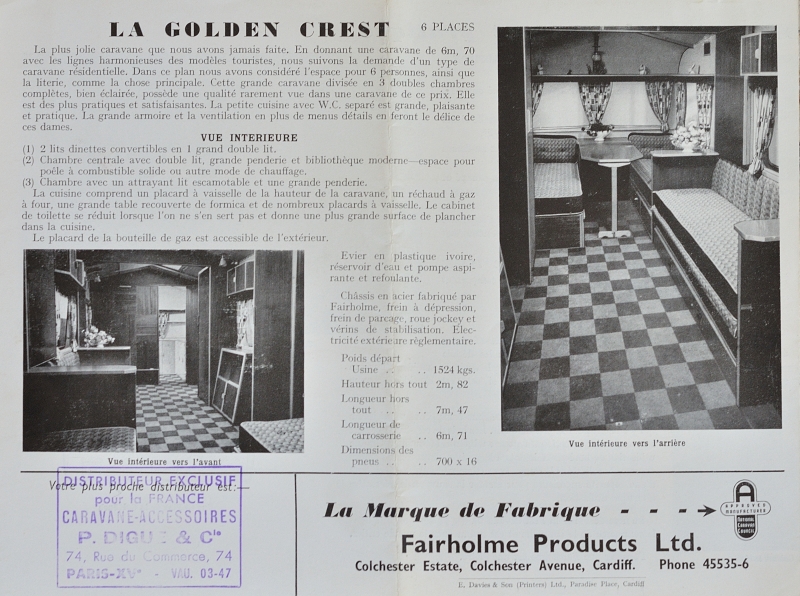 LA GOLDEN CREST 6 PLACES
La plus jolie caravane que nous avons jamais faite. En donnant une caravane de 6m, 70
avec les lignes harmonieuses des modèles touristes, nous suivons la demande d'un type de
caravane résidentielle. Dans ce plan nous avons considéré l'espace pour 6 personnes, ainsi que
la literie, comme la chose principale. Cette grande caravane divisée en 3 doubles chambres
complètes, bien éclairée, possède une qualité rarement vue dans une caravane de ce prix. Elle
est des plus pratiques et satisfaisantes. La petite cuisine avec W.C. separé est grande, plaisante
et pratique. La grande armoire et la ventilation en plus de menus détails en feront le délice de
ces dames.
VUE INTERIEURE
(1) 2 lits dinettes convertibles en 1 grand double lit.
(2) Chambre centrale avec double lit, grande penderie et bibliothèque moderne—espace pour
poêle à combustible solide ou autre mode de chauffage.
(3) Chambre avec un attrayant lit escamotable et une grande penderie.
La cuisine comprend un placard à vaisselle de la hauteur de la caravane, un réchaud à gaz
à four, une grande table recouverte de formica et de nombreux placards à vaisselle. Le cabinet
de toilette se réduit lorsque l'on ne s'en sert pas et donne une plus grande surface de plancher
dans la cuisine.
Le placard de la bouteille de gaz est accessible de l'extérieur.
Evier en plastique ivoire,
réservoir d'eau et pompe aspi-
rante et refoulante.
Châssis en acier fabriqué par
Fairholme, frein à dépression,
frein de parcage, roue jockey et
vérins de stabilisation. Élec-
tricité extérieure règlementaire.
Poids départ
Usine .. .. 1524 kgs.
Hauteur hors tout 2m, 82
Longueur hors
tout .. .. 7m, 47
Longueur de
carrosserie .. 6m, 71
Dimensions des
pneus .. .. 700 x 16
Vue intérieure vers l'avant
Vue intérieure vers l'arrière
Votre plus proche distributeur est:—
DISTRIBUTEUR EXCLUSIF
pour la FRANCE
CARAVANE-ACCESSOIRES
P. DIGUE & Cie
74, Rue du Commerce, 74
PARIS-XVe - VAU. 03-47
La Marque de Fabrique - - -
A
APPROVED
MANUFACTURER
NATIONAL
CARAVAN
COUNCIL
Fairholme Products Ltd.
Colchester Estate, Colchester Avenue, Cardiff. Phone 45535-6
E. Davies & Son (Printers) Ltd., Paradise Place, Cardiff